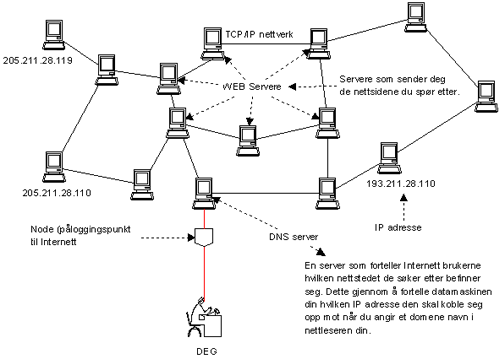 TCP/IP nettverk
205.211.28.119
WEB Servere
Servere som sender deg
de nettsidene du spør etter.
205.211.28.110
193.211.28.110
Node (påloggingspunkt
til Internett
DNS server
IP adresse
En server som forteller Internett brukerne
hvilken nettstedet de søker etter befinner
seg. Dette gjennom å fortelle datamaskinen
din hvilken IP adresse den skal koble seg
opp mot når du angir et domene navn i
nettleseren din.
DEG